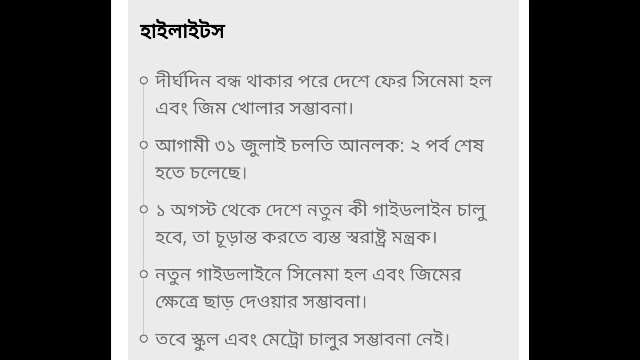 হাইলাইটস
দীর্ঘদিন বন্ধ থাকার পরে দেশে ফের সিনেমা হল
এবং জিম খোলার সম্ভাবনা।
আগামী ৩১ জুলাই চলতি আনলক: ২ পর্ব শেষ
হতে চলেছে।
১ অগস্ট থেকে দেশে নতুন কী গাইডলাইন চালু
হবে, তা চূড়ান্ত করতে ব্যস্ত স্বরাষ্ট্র মন্ত্রক।
নতুন গাইডলাইনে সিনেমা হল এবং জিমের
ক্ষেত্রে ছাড় দেওয়ার সম্ভাবনা।
তবে স্কুল এবং মেট্রো চালুর সম্ভাবনা নেই।